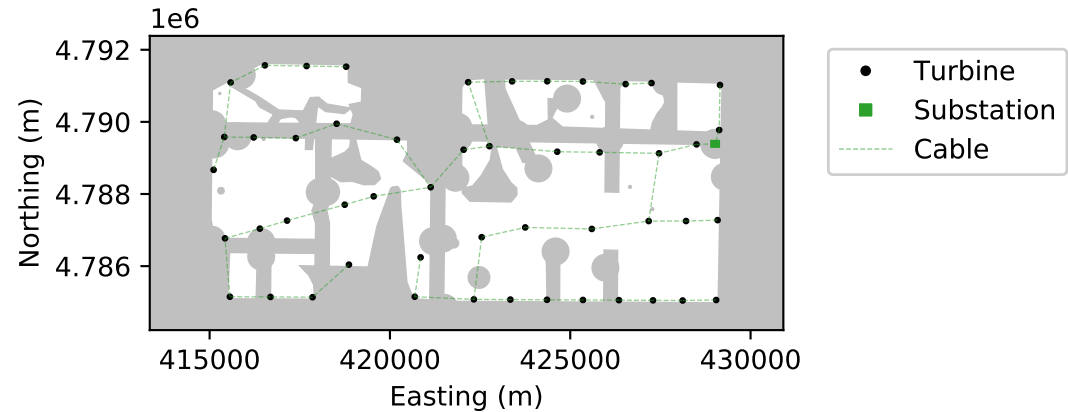 1e6
4.792
4.790
4.788
4.786
Northing (m)
415000 420000 425000 430000
Easting (m)
Turbine
Substation
Cable